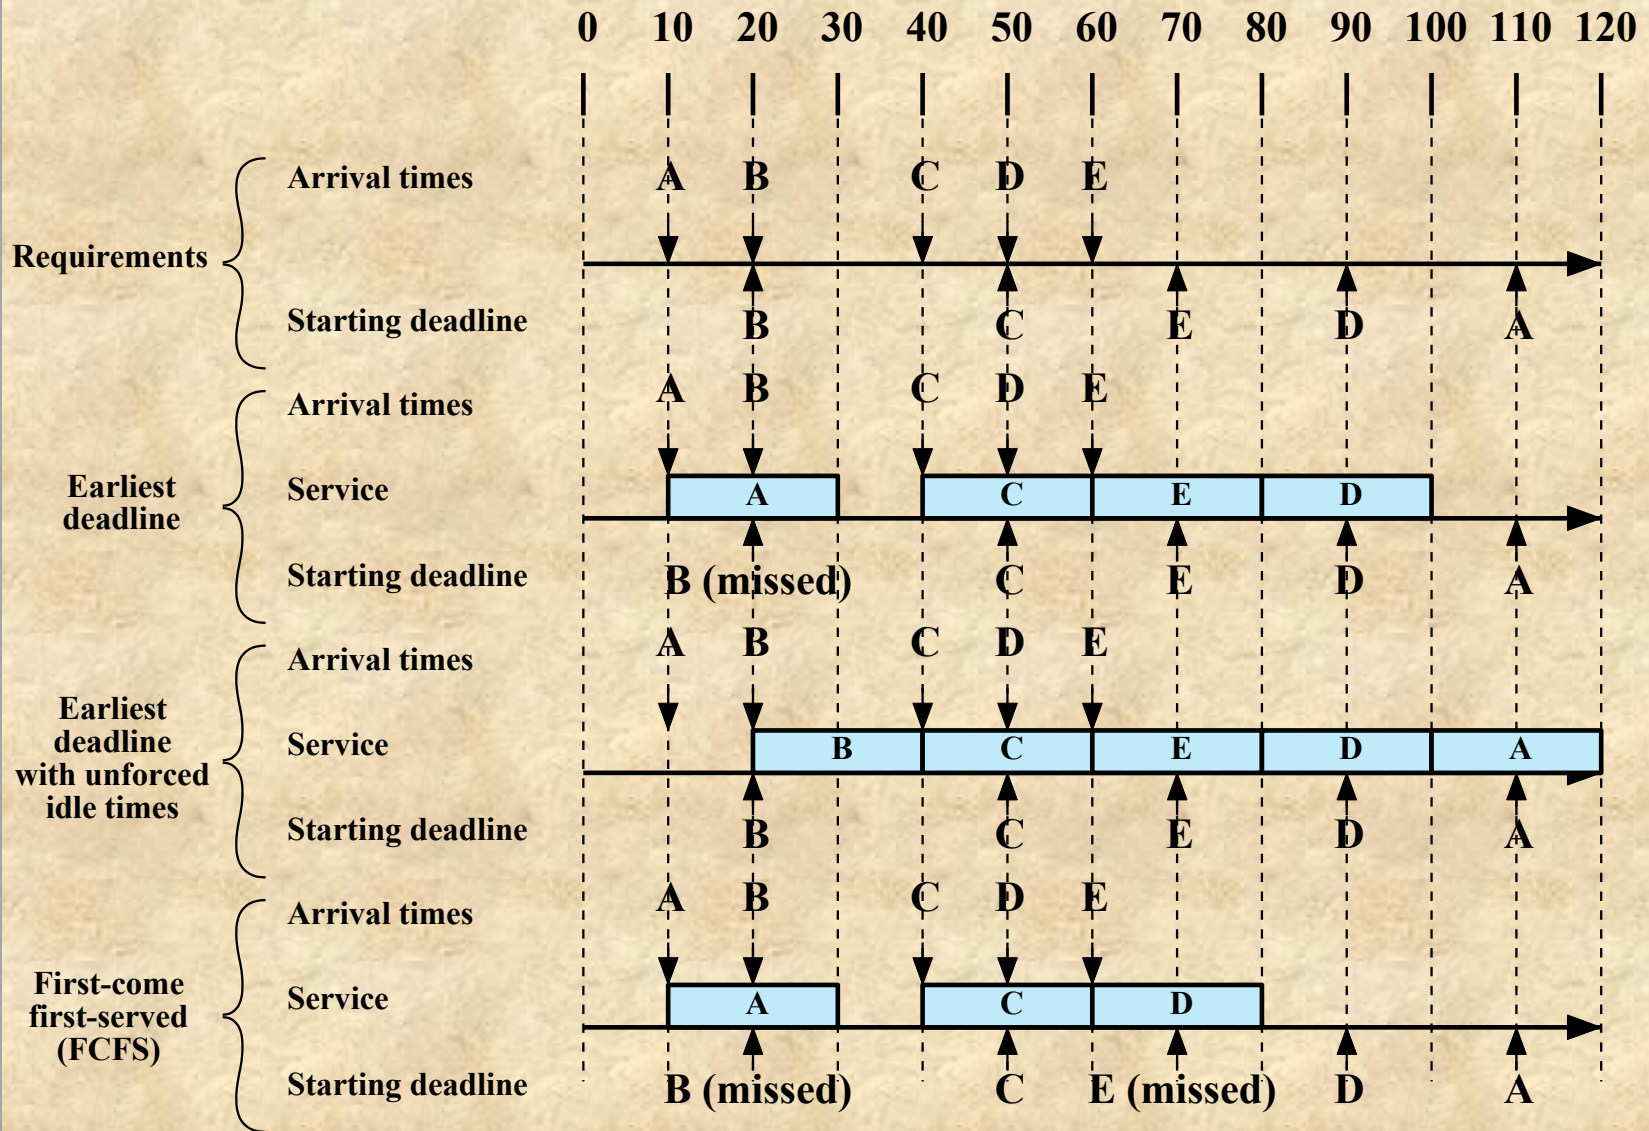 0 10 20 30 40 50 60 70 80 90 100 110 120
Requirements
Arrival times
A B C D E
Starting deadline
B C E D A
Earliest
deadline
Arrival times
A B C D E
Service
A C E D
Starting deadline
B (missed) C E D A
Earliest
deadline
with unforced
idle times
Arrival times
A B C D E
Service
B C E D A
Starting deadline
B C E D A
First-come
first-served
(FCFS)
Arrival times
A B C D E
Service
A C D
Starting deadline
B (missed) C E (missed) D A